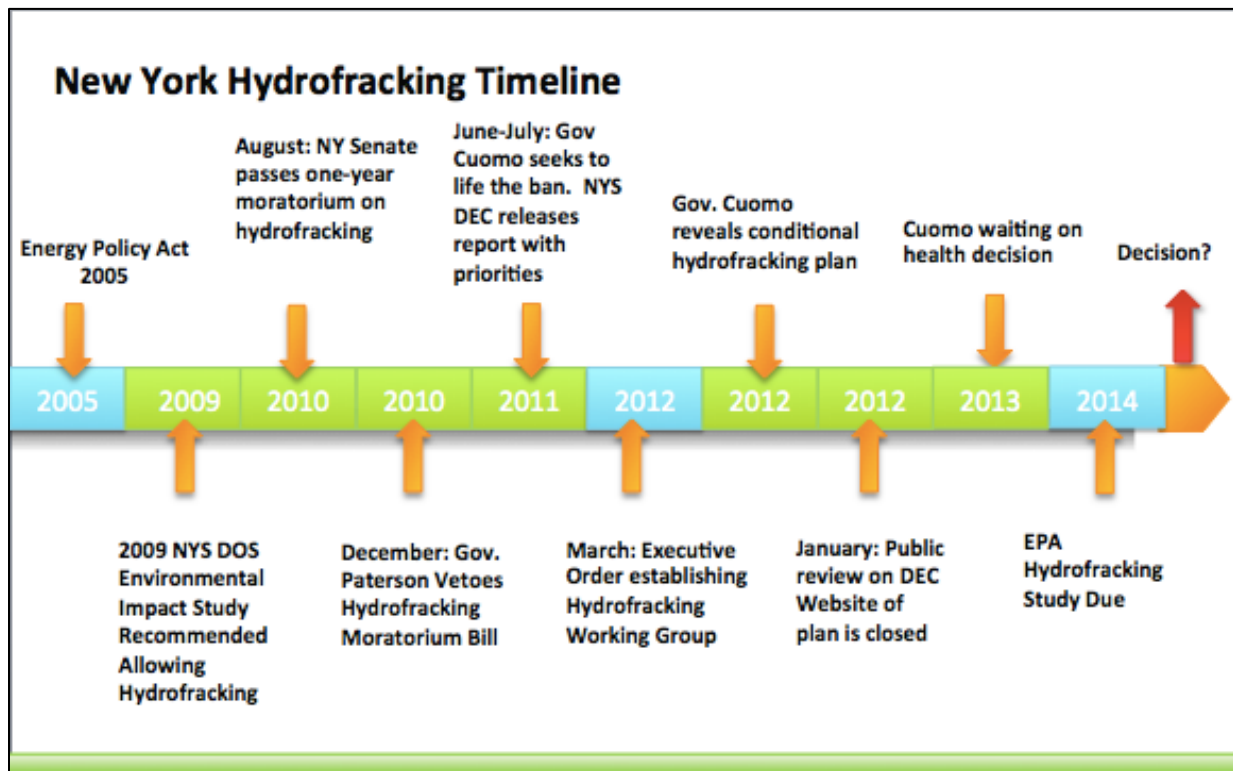 New York Hydrofracking Timeline
Energy Policy Act
2005
August: NY Senate
passes one-year
moratorium on
hydrofracking
June-July: Gov
Cuomo seeks to
life the ban.  NYS
DEC releases
report with
priorities
Gov. Cuomo
reveals conditional
hydrofracking plan
Cuomo waiting on
health decision
Decision?
2005
2009
2010
2010
2011
2012
2012
2012
2013
2014
2009 NYS DOS
Environmental
Impact Study
Recommended
Allowing
Hydrofracking
December: Gov.
Paterson Vetoes
Hydrofracking
Moratorium Bill
March: Executive
Order establishing
Hydrofracking
Working Group
January: Public
review on DEC
Website of
plan is closed
EPA
Hydrofracking
Study Due